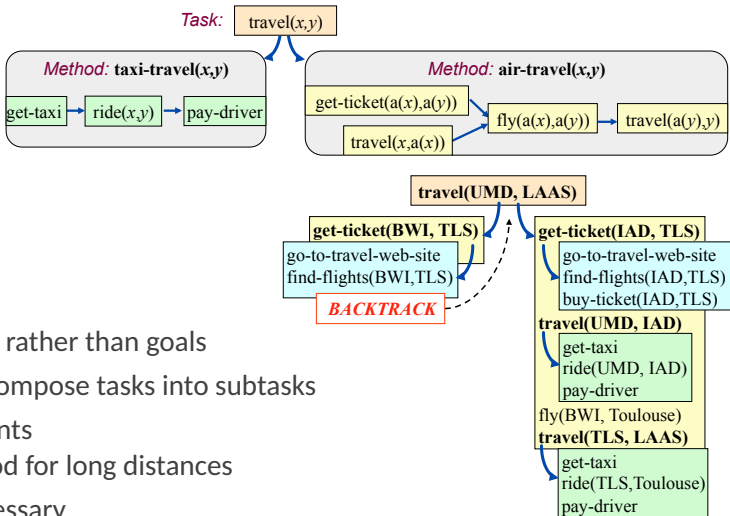 Task: travel(x,y)
Method: taxi-travel(x,y)
get-taxi ride(x,y) pay-driver
Method: air-travel(x,y)
get-ticket(a(x),a(y))
travel(x,a(x))
fly(a(x),a(y))
travel(a(y),y)
travel(UMD, LAAS)
get-ticket(BWI, TLS)
go-to-travel-web-site
find-flights(BWI,TLS)
BACKTRACK
get-ticket(IAD, TLS)
go-to-travel-web-site
find-flights(IAD,TLS)
buy-ticket(IAD,TLS)
travel(UMD, IAD)
get-taxi
ride(UMD, IAD)
pay-driver
fly(BWI, Toulouse)
travel(TLS, LAAS)
get-taxi
ride(TLS,Toulouse)
pay-driver
rather than goals
ompose tasks into subtasks
nts
od for long distances
essary